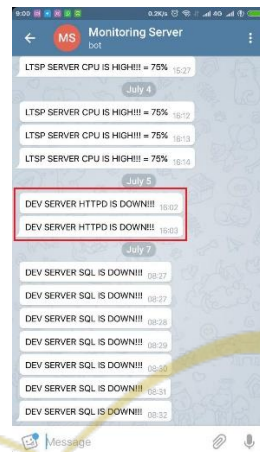 9:00 0.2K/s 4G
MS Monitoring Server
bot
LTSP SERVER CPU IS HIGH!!! = 75% 15:27
July 4
LTSP SERVER CPU IS HIGH!!! = 75% 16:12
LTSP SERVER CPU IS HIGH!!! = 75% 16:13
LTSP SERVER CPU IS HIGH!!! = 75% 16:14
July 5
DEV SERVER HTTPD IS DOWN!!! 16:02
DEV SERVER HTTPD IS DOWN!!! 16:03
July 7
DEV SERVER SQL IS DOWN!!! 08:27
DEV SERVER SQL IS DOWN!!! 08:27
DEV SERVER SQL IS DOWN!!! 08:28
DEV SERVER SQL IS DOWN!!! 08:29
DEV SERVER SQL IS DOWN!!! 08:30
DEV SERVER SQL IS DOWN!!! 08:31
DEV SERVER SQL IS DOWN!!! 08:32
Message